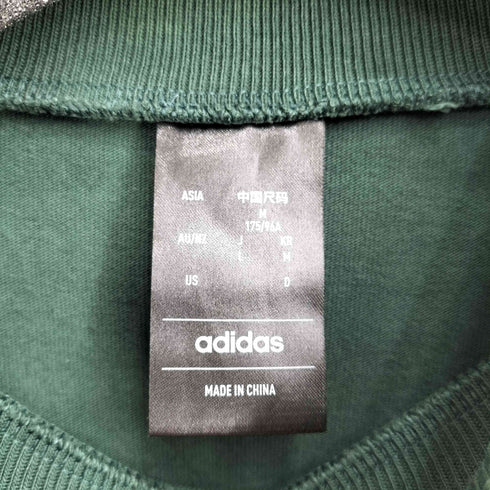 ASIA 中国尺码
M
175/96A
AU/NZ J KR
L M
US D
adidas
MADE IN CHINA